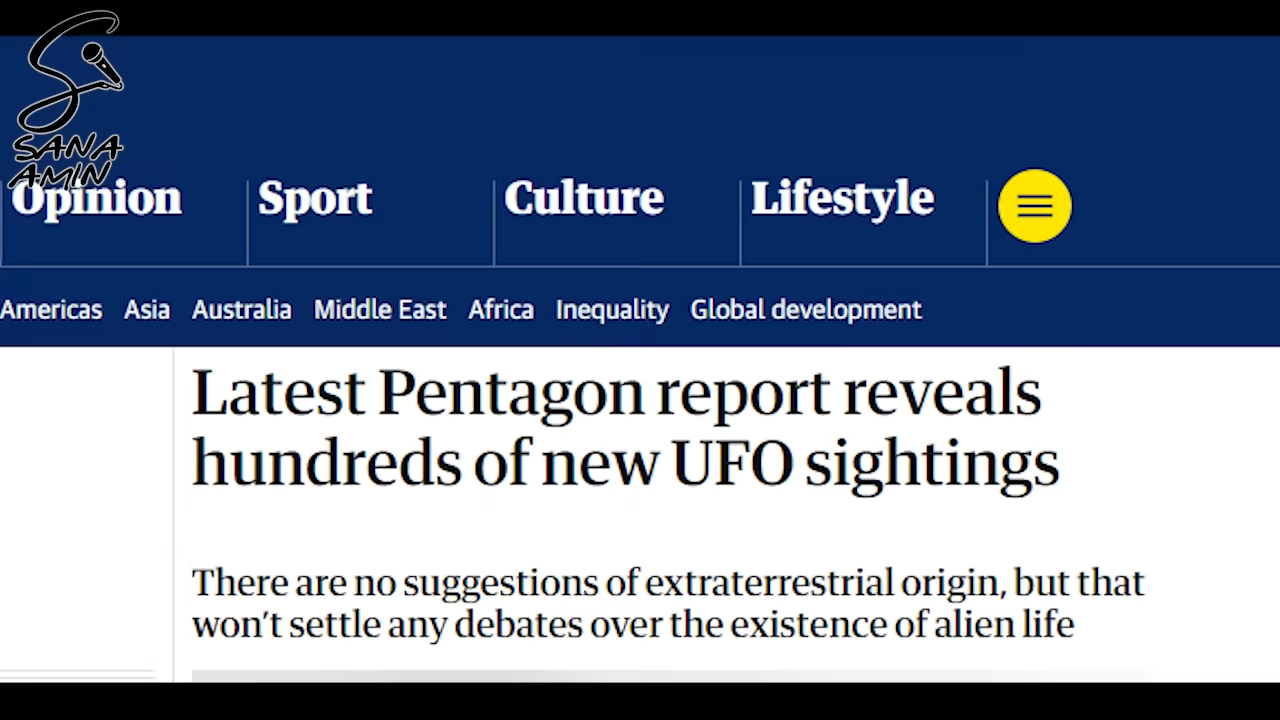 SANA
AMIN
Opinion
Sport
Culture
Lifestyle
Americas Asia Australia Middle East Africa Inequality Global development
Latest Pentagon report reveals
hundreds of new UFO sightings
There are no suggestions of extraterrestrial origin, but that
won’t settle any debates over the existence of alien life